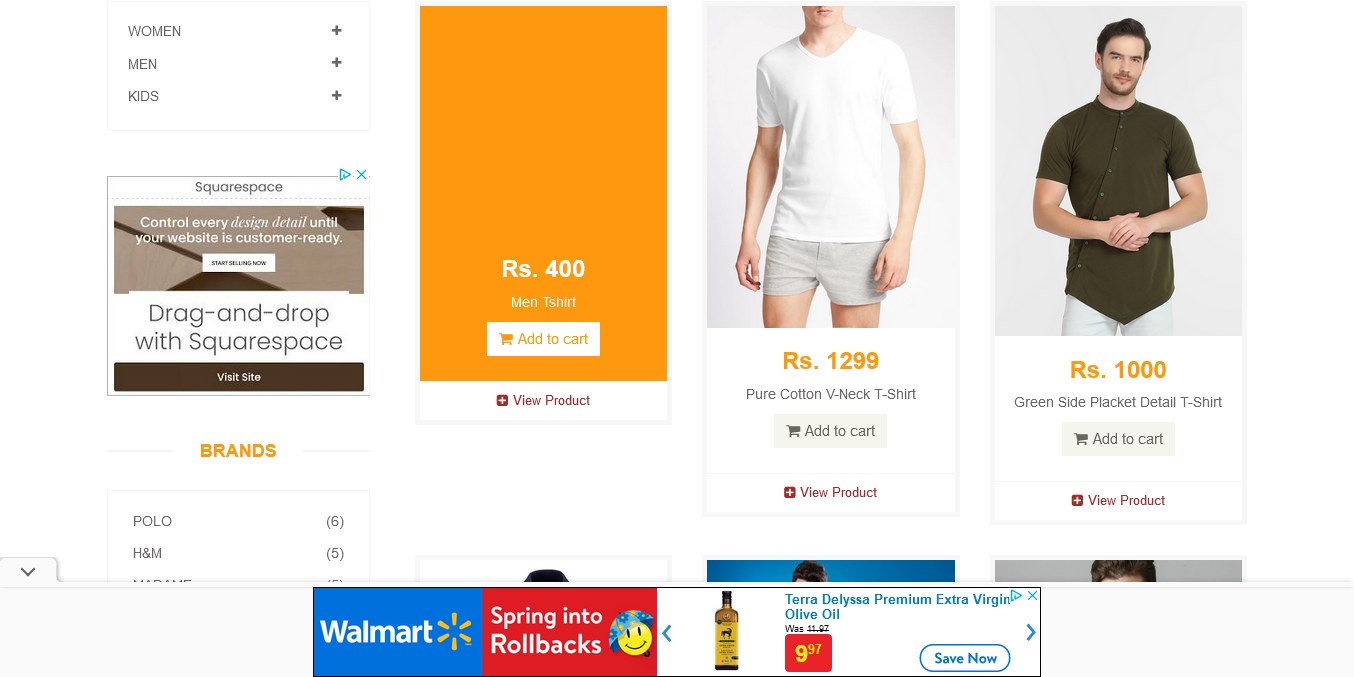 WOMEN
MEN
KIDS
Squarespace
Control every design detail until
your website is customer-ready.
START SELLING NOW
Drag-and-drop
with Squarespace
Visit Site
BRANDS
POLO (6)
H&M (5)
MADAME (5)
Rs. 400
Men Tshirt
Add to cart
View Product
Rs. 1299
Pure Cotton V-Neck T-Shirt
Add to cart
View Product
Rs. 1000
Green Side Placket Detail T-Shirt
Add to cart
View Product
Walmart
Spring into
Rollbacks
Terra Delyssa Premium Extra Virgin
Olive Oil
Was 11.97
9 97
Save Now